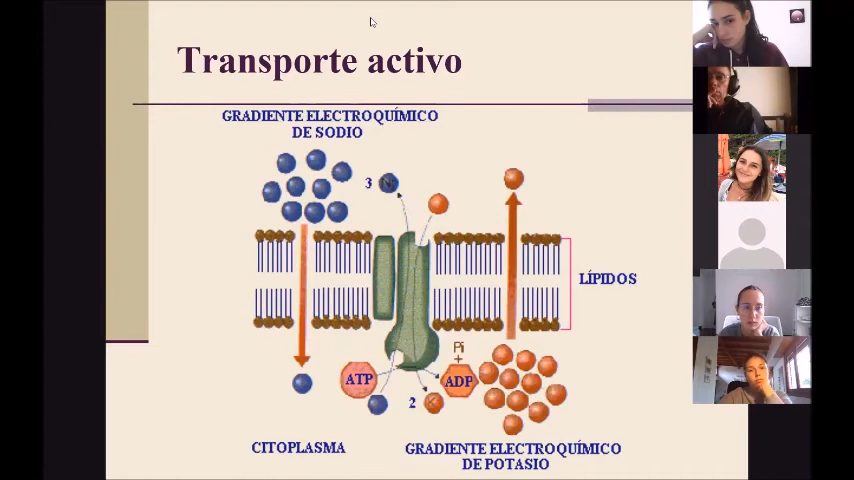 Transporte activo
GRADIENTE ELECTROQUÍMICO
DE SODIO
3 N
LÍPIDOS
Pi
+
ATP
ADP
2 K
CITOPLASMA
GRADIENTE ELECTROQUÍMICO
DE POTASIO